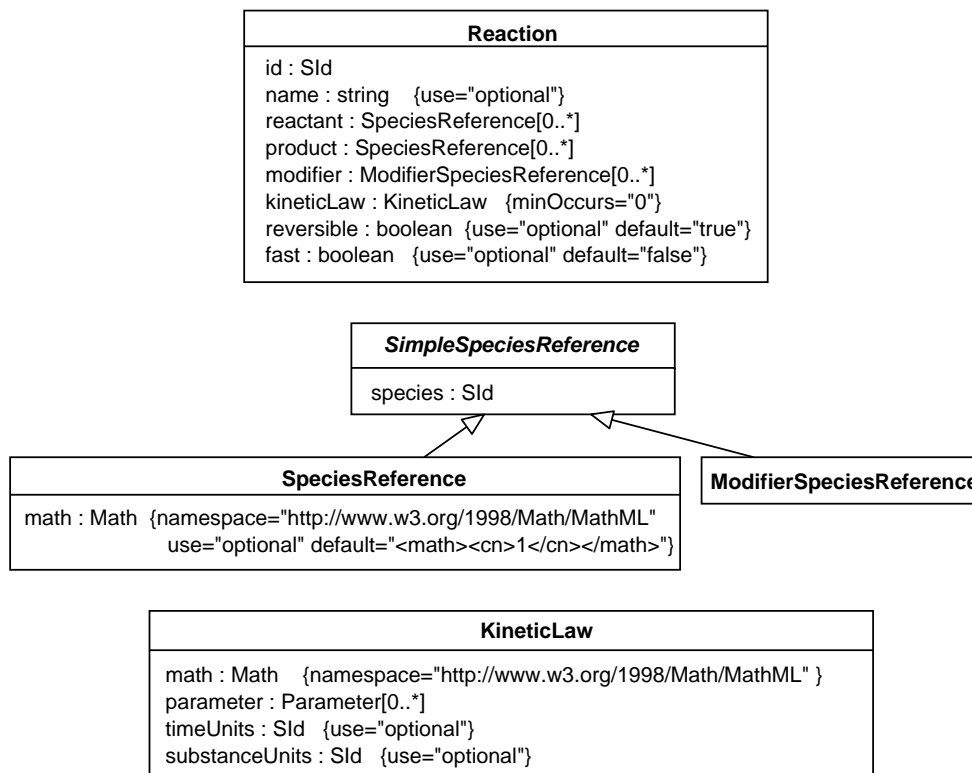 Reaction
id : SId
name : string {use="optional"}
reactant : SpeciesReference[0..*]
product : SpeciesReference[0..*]
modifier : ModifierSpeciesReference[0..*]
kineticLaw : KineticLaw {minOccurs="0"}
reversible : boolean {use="optional" default="true"}
fast : boolean {use="optional" default="false"}
SimpleSpeciesReference
species : SId
SpeciesReference
math : Math {namespace="http://www.w3.org/1998/Math/MathML"
use="optional" default="<math><cn>1</cn></math>"}
ModifierSpeciesReference
KineticLaw
math : Math {namespace="http://www.w3.org/1998/Math/MathML" }
parameter : Parameter[0..*]
timeUnits : SId {use="optional"}
substanceUnits : SId {use="optional"}